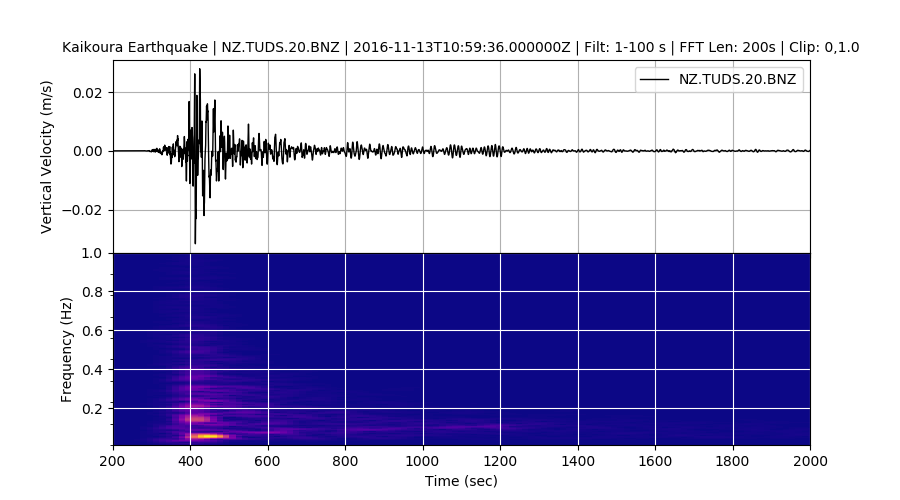 Kaikoura Earthquake | NZ.TUDS.20.BNZ | 2016-11-13T10:59:36.000000Z | Filt: 1-100 s | FFT Len: 200s | Clip: 0,1.0
NZ.TUDS.20.BNZ
Vertical Velocity (m/s)
0.02
0.00
−0.02
Frequency (Hz)
1.0
0.8
0.6
0.4
0.2
200 400 600 800 1000 1200 1400 1600 1800 2000
Time (sec)